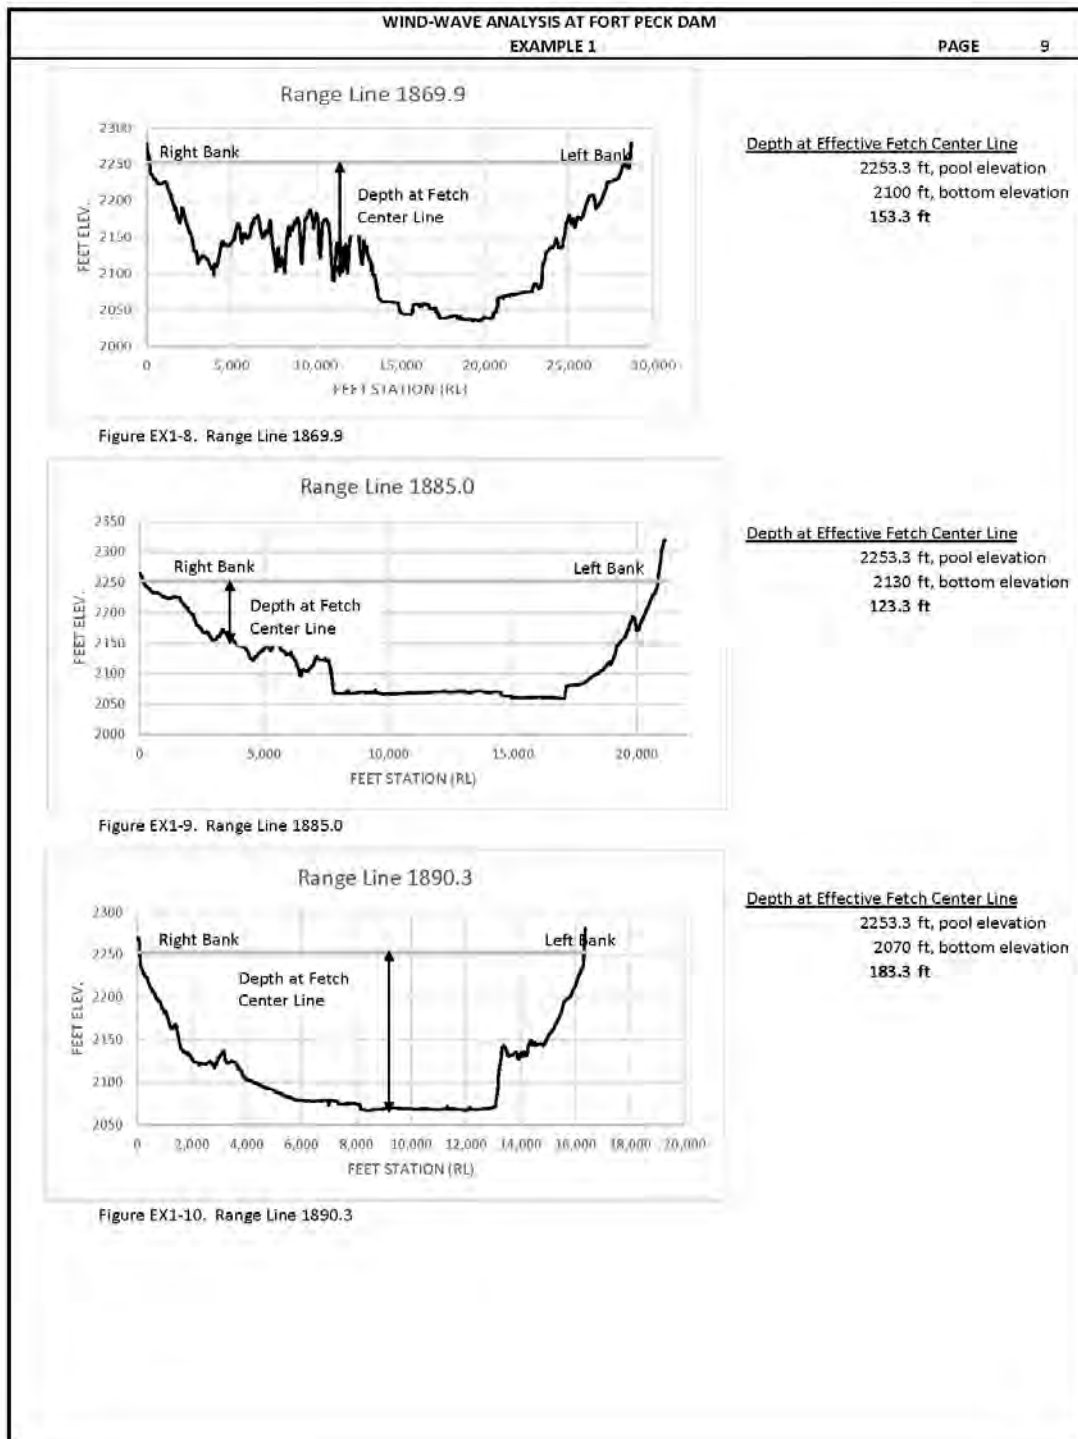 WIND-WAVE ANALYSIS AT FORT PECK DAM
EXAMPLE 1 PAGE 9
Range Line 1869.9
2300
2250
2200
2150
2100
2050
2000
FEET ELEV.
Right Bank
Left Bank
Depth at Fetch
Center Line
0 5,000 10,000 15,000 20,000 25,000 30,000
FEET STATION (RL)
Depth at Effective Fetch Center Line
2253.3 ft, pool elevation
2100 ft, bottom elevation
153.3 ft
Figure EX1-8. Range Line 1869.9
Range Line 1885.0
2350
2300
2250
2200
2150
2100
2050
2000
FEET ELEV.
Right Bank
Left Bank
Depth at Fetch
Center Line
0 5,000 10,000 15,000 20,000
FEET STATION (RL)
Depth at Effective Fetch Center Line
2253.3 ft, pool elevation
2130 ft, bottom elevation
123.3 ft
Figure EX1-9. Range Line 1885.0
Range Line 1890.3
2300
2250
2200
2150
2100
2050
FEET ELEV.
Right Bank
Left Bank
Depth at Fetch
Center Line
0 2,000 4,000 6,000 8,000 10,000 12,000 14,000 16,000 18,000 20,000
FEET STATION (RL)
Depth at Effective Fetch Center Line
2253.3 ft, pool elevation
2070 ft, bottom elevation
183.3 ft
Figure EX1-10. Range Line 1890.3